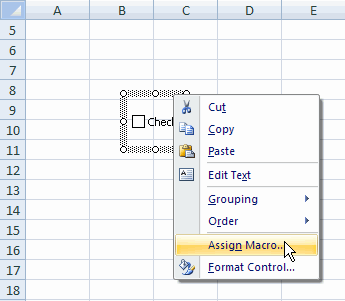 A B C D E
5
6
7
8
9 Cut
10 Chec Copy
11 Paste
12 Edit Text
13
14 Grouping
15 Order
16 Assign Macro...
17 Format Control...
18